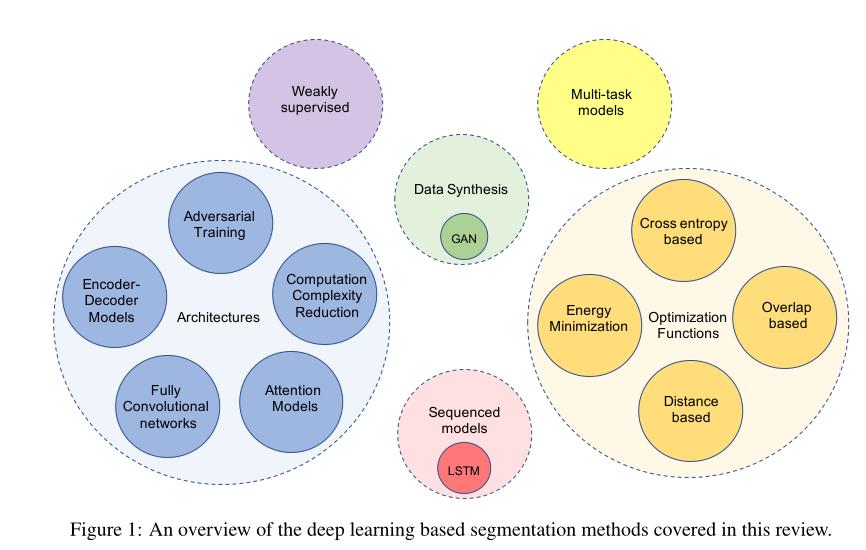 Weakly
supervised
Multi-task
models
Data Synthesis
GAN
Adversarial
Training
Encoder-
Decoder
Models
Computation
Complexity
Reduction
Architectures
Fully
Convolutional
networks
Attention
Models
Sequenced
models
LSTM
Cross entropy
based
Energy
Minimization
Optimization
Functions
Overlap
based
Distance
based
Figure 1: An overview of the deep learning based segmentation methods covered in this review.